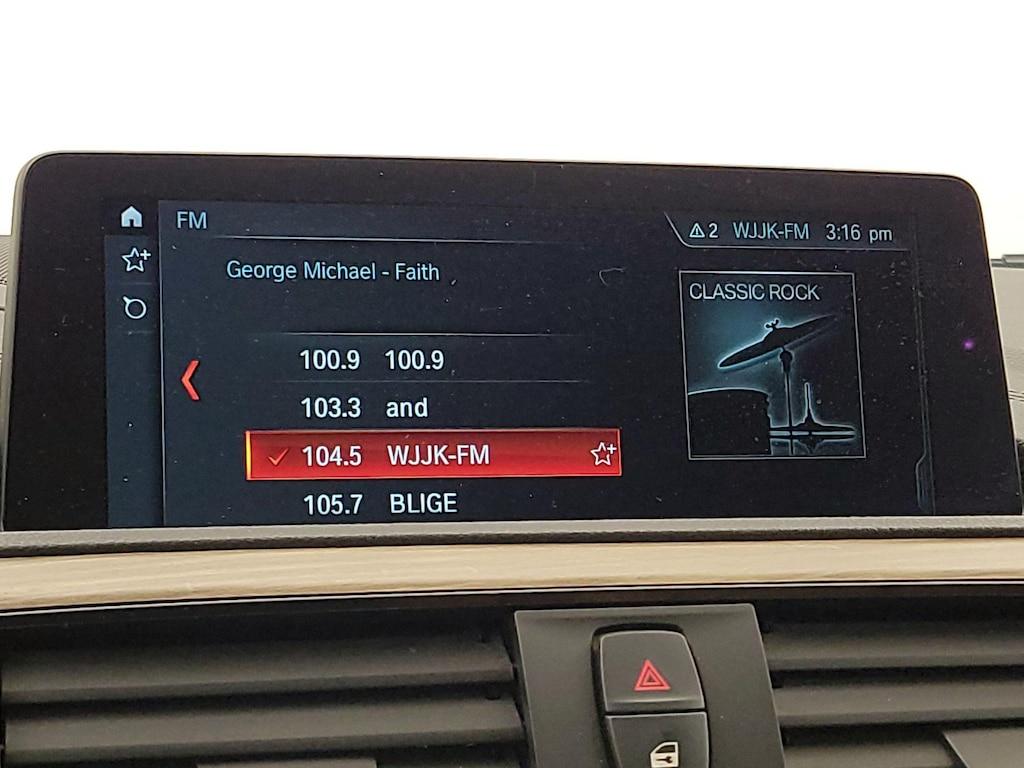 FM
2 WJJK-FM 3:16 pm
George Michael - Faith
CLASSIC ROCK
100.9 100.9
103.3 and
104.5 WJJK-FM
105.7 BLIGE